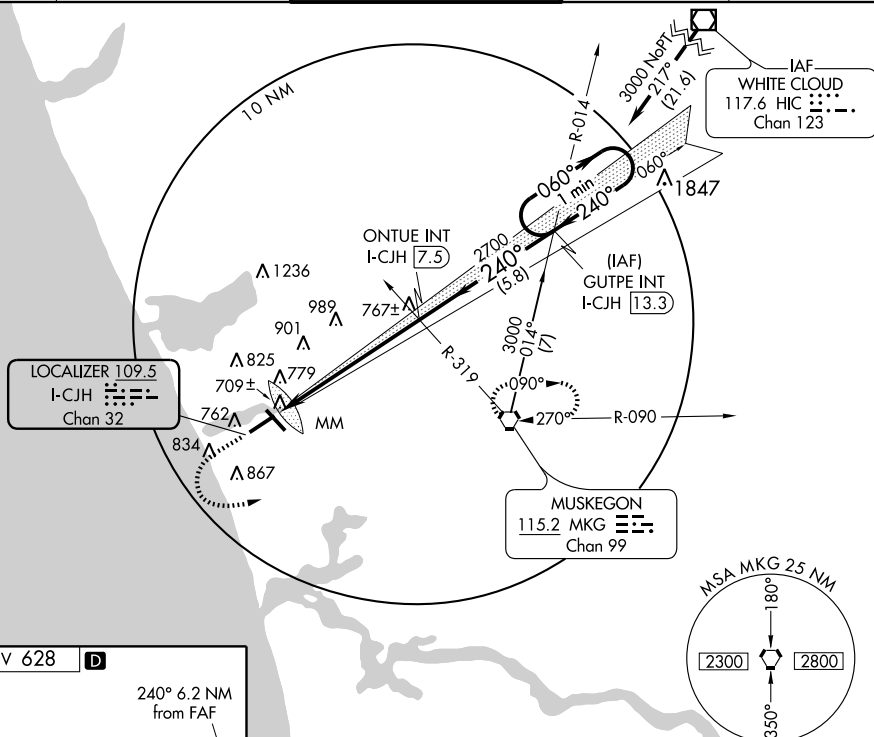 10 NM
R-014
3000 NoPT
217°
(21.6)
IAF
WHITE CLOUD
117.6 HIC
Chan 123
060°
1 min
240°
060°
1847
ONTUE INT
I-CJH 7.5
2700
240°
(5.8)
(IAF)
GUTPE INT
I-CJH 13.3
1236
989
767±
901
825
779
709±
762
834
867
MM
LOCALIZER 109.5
I-CJH
Chan 32
R-319
3000
014°
(7)
090°
270°
R-090
MUSKEGON
115.2 MKG
Chan 99
MSA MKG 25 NM
180°
2300
2800
350°
V 628 D
240° 6.2 NM
from FAF